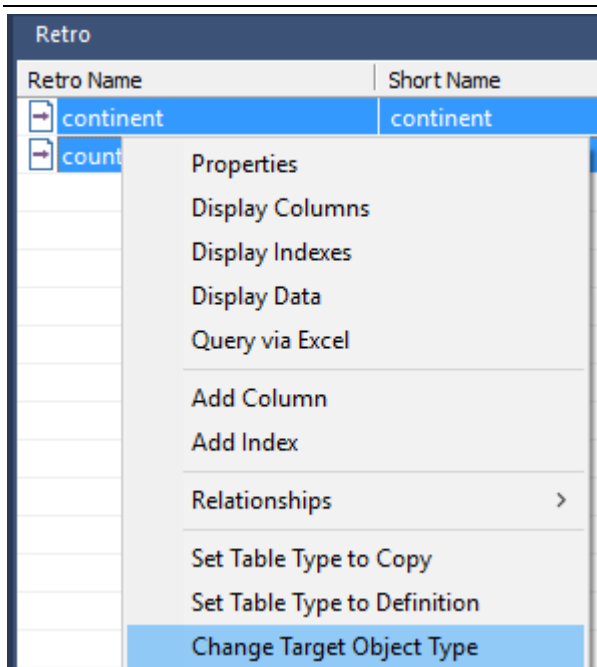 Retro
Retro Name Short Name
continent continent
count
Properties
Display Columns
Display Indexes
Display Data
Query via Excel
Add Column
Add Index
Relationships >
Set Table Type to Copy
Set Table Type to Definition
Change Target Object Type